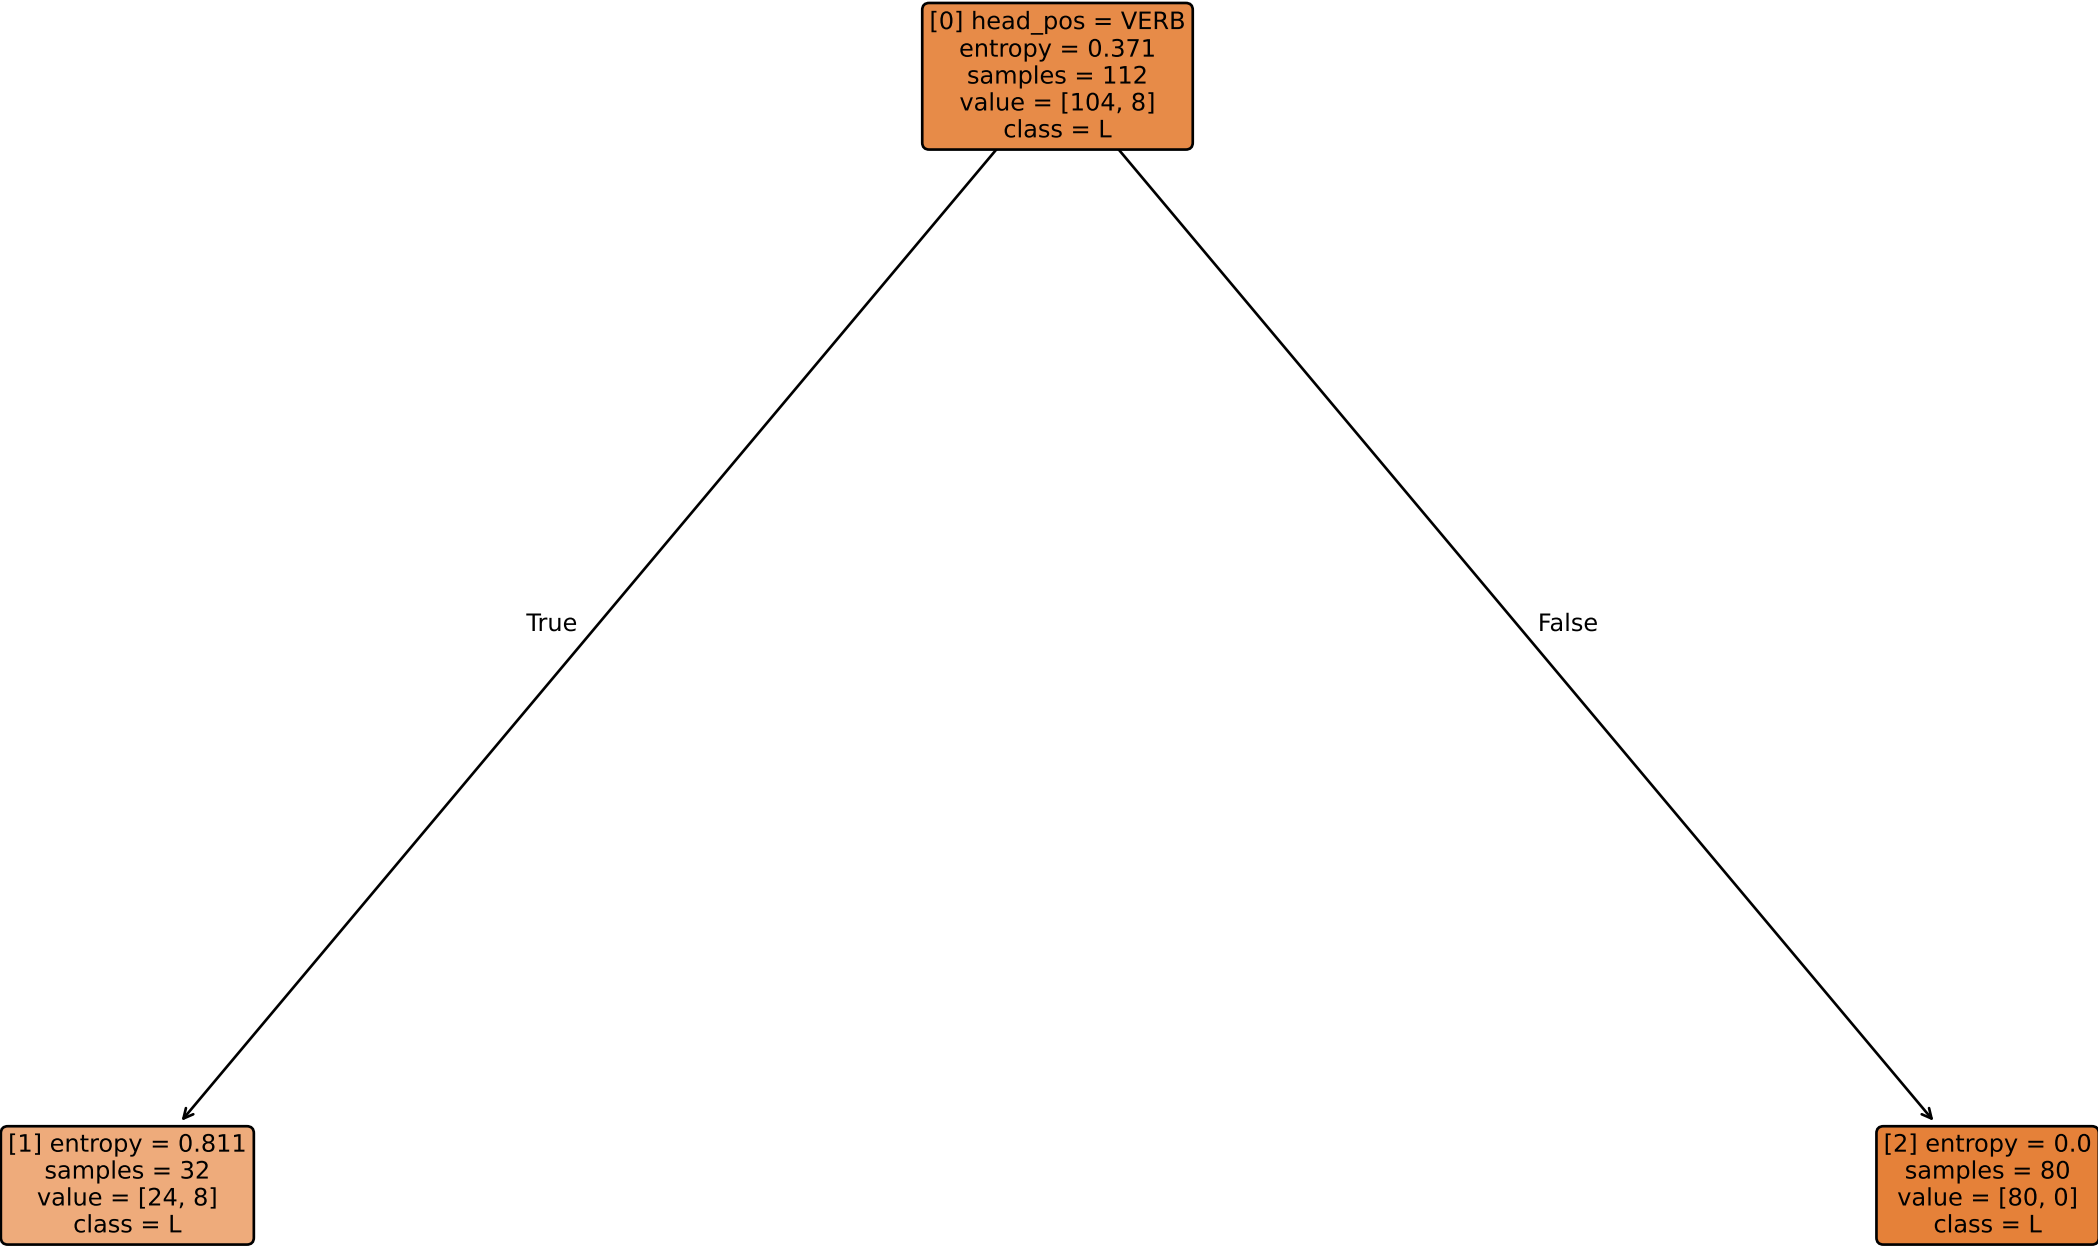 [0] head_pos = VERB
entropy = 0.371
samples = 112
value = [104, 8]
class = L
True
False
[1] entropy = 0.811
samples = 32
value = [24, 8]
class = L
[2] entropy = 0.0
samples = 80
value = [80, 0]
class = L